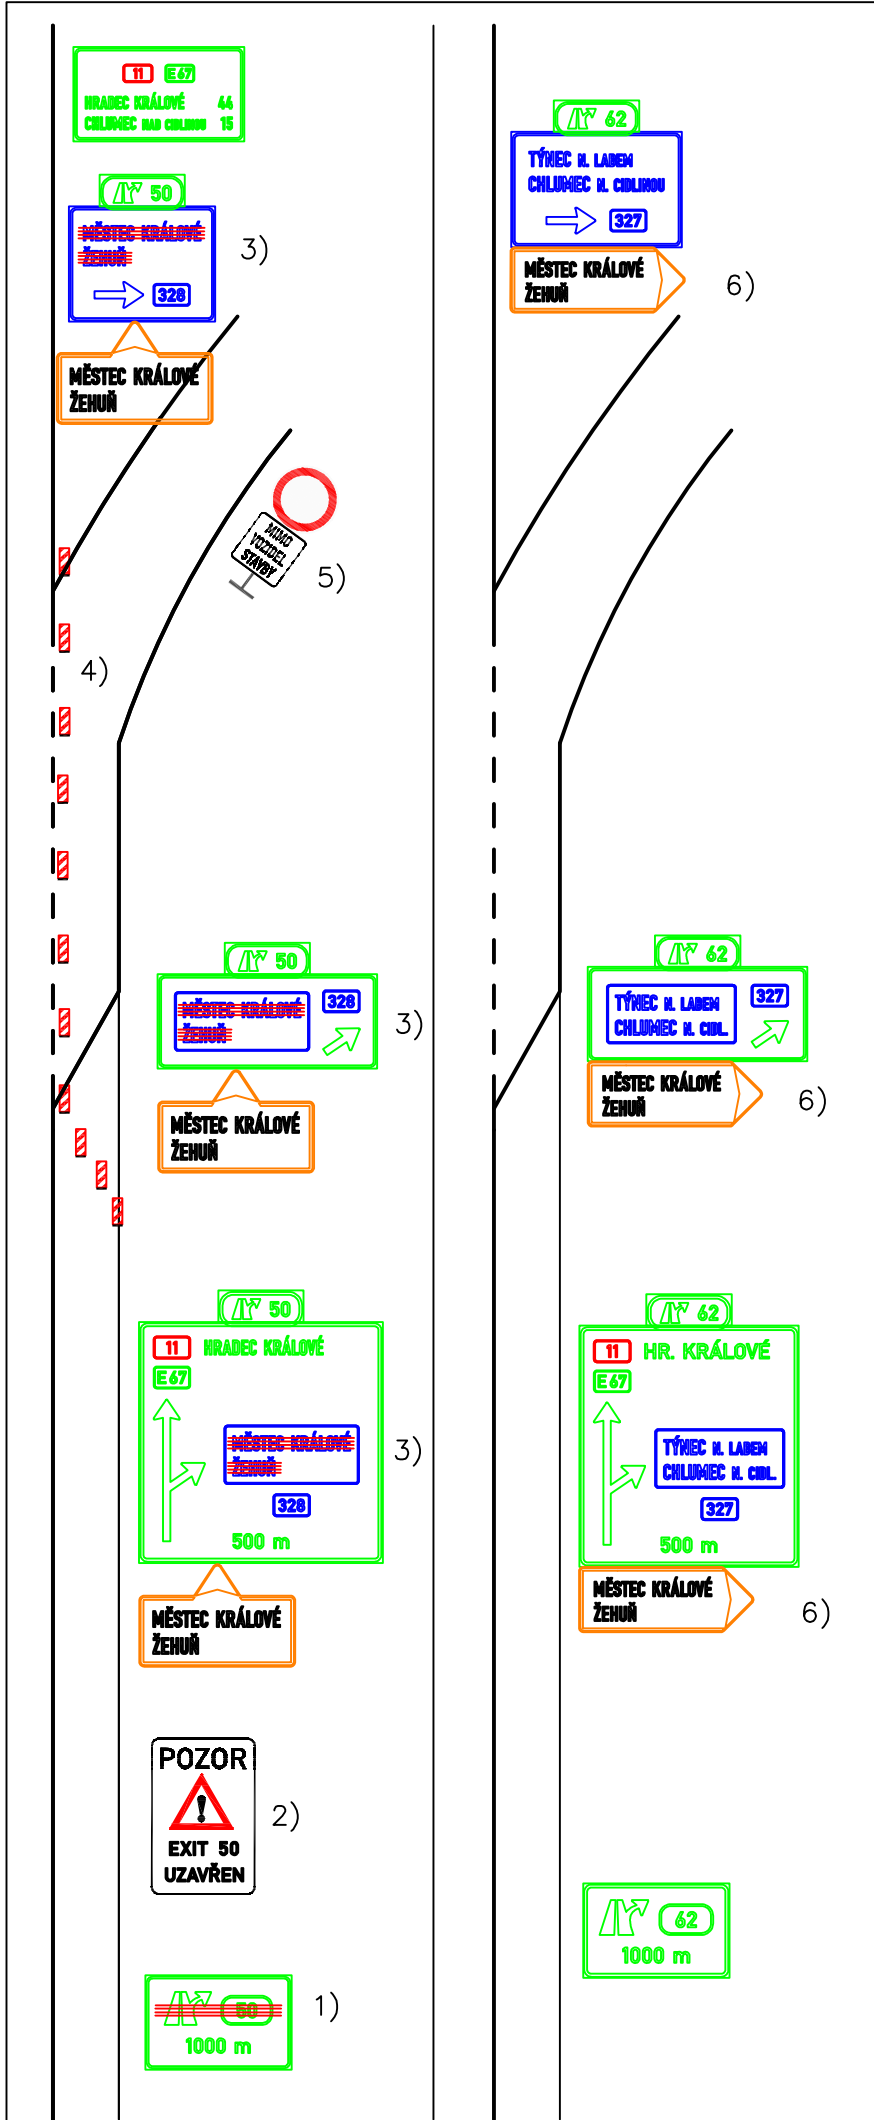 11 E67
HRADEC KRÁLOVÉ 44
CHLUMEC NAD CIDLINOU 15
50
MĚSTEC KRÁLOVÉ
ŽEHUŇ
328
3)
MĚSTEC KRÁLOVÉ
ŽEHUŇ
MIMO
VOZIDEL
STAVBY
5)
4)
50
MĚSTEC KRÁLOVÉ
ŽEHUŇ
328
3)
MĚSTEC KRÁLOVÉ
ŽEHUŇ
50
11 HRADEC KRÁLOVÉ
E67
MĚSTEC KRÁLOVÉ
ŽEHUŇ
328
500 m
3)
MĚSTEC KRÁLOVÉ
ŽEHUŇ
POZOR
!
EXIT 50
UZAVŘEN
2)
50
1000 m
1)
62
TÝNEC N. LABEM
CHLUMEC N. CIDLINOU
327
MĚSTEC KRÁLOVÉ
ŽEHUŇ
6)
62
TÝNEC N. LABEM
CHLUMEC N. CIDL.
327
MĚSTEC KRÁLOVÉ
ŽEHUŇ
6)
62
11 HR. KRÁLOVÉ
E67
TÝNEC N. LABEM
CHLUMEC N. CIDL.
327
500 m
MĚSTEC KRÁLOVÉ
ŽEHUŇ
6)
62
1000 m